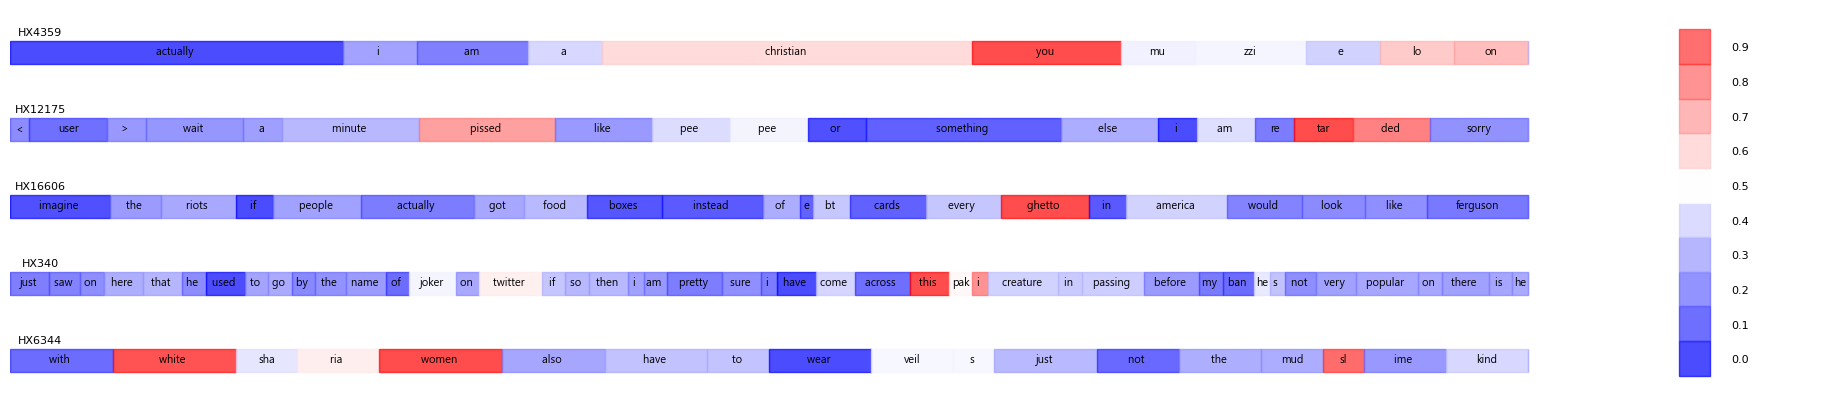 HX4359
actually i am a christian you mu zzi e lo on
HX12175
< user > wait a minute pissed like pee pee or something else i am re tar ded sorry
HX16606
imagine the riots if people actually got food boxes instead of e bt cards every ghetto in america would look like ferguson
HX340
just saw on here that he used to go by the name of joker on twitter if so then i am pretty sure i have come across this pak i creature in passing before my ban he s not very popular on there is he
HX6344
with white sha ria women also have to wear veil s just not the mud sl ime kind
0.9
0.8
0.7
0.6
0.5
0.4
0.3
0.2
0.1
0.0